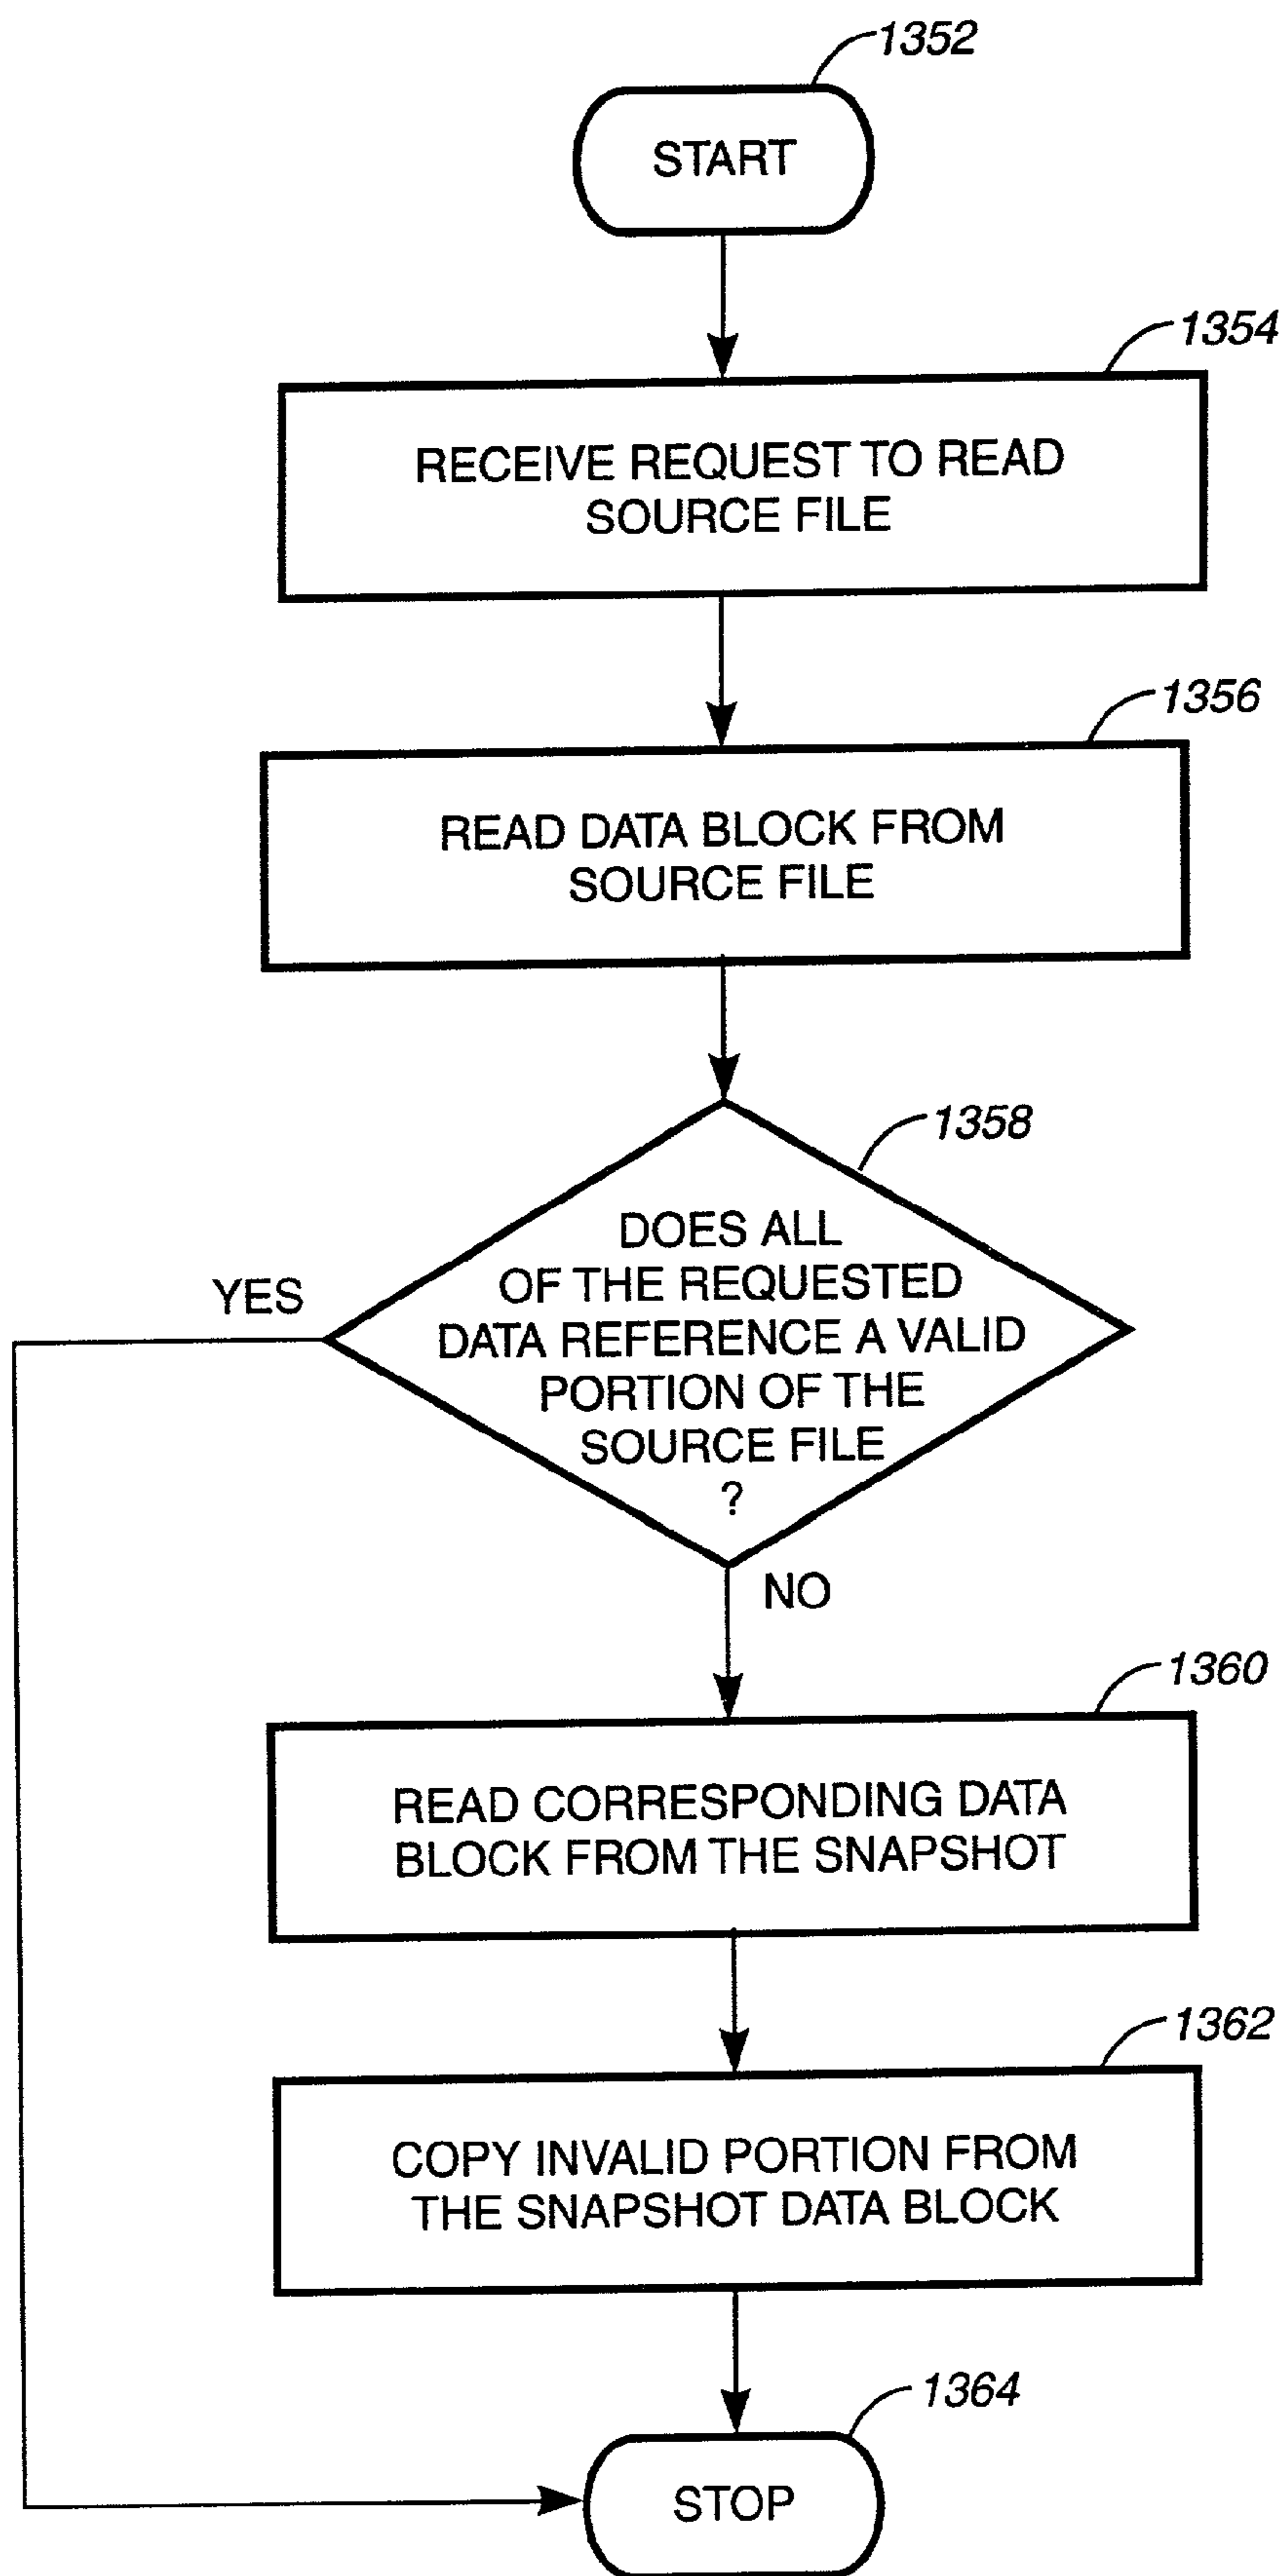 1352
START
1354
RECEIVE REQUEST TO READ
SOURCE FILE
1356
READ DATA BLOCK FROM
SOURCE FILE
1358
DOES ALL
OF THE REQUESTED
DATA REFERENCE A VALID
PORTION OF THE
SOURCE FILE
?
YES
NO
1360
READ CORRESPONDING DATA
BLOCK FROM THE SNAPSHOT
1362
COPY INVALID PORTION FROM
THE SNAPSHOT DATA BLOCK
1364
STOP